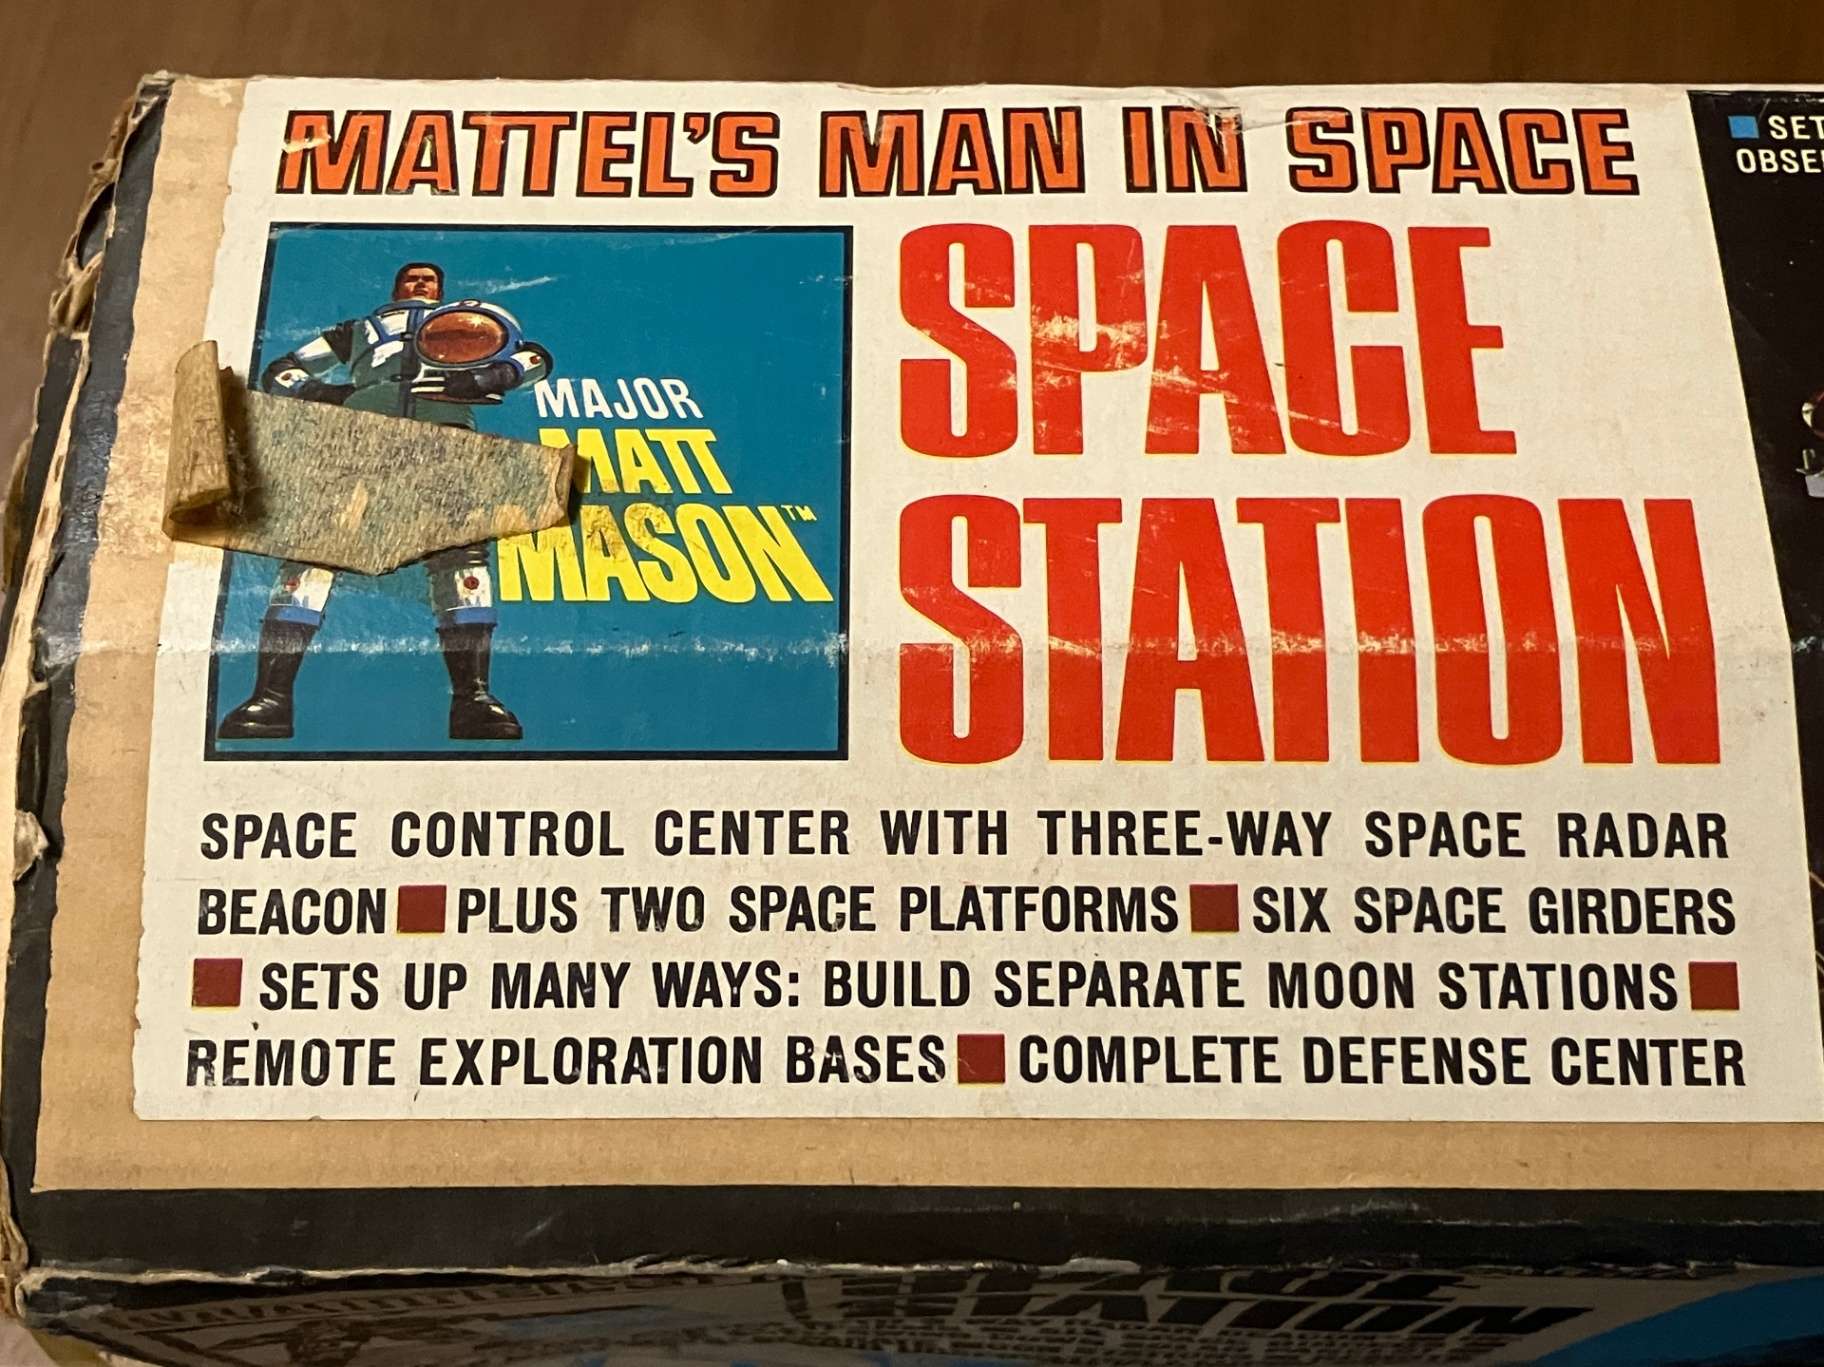 MATTEL'S MAN IN SPACE
MAJOR
MATT
MASON™
SPACE
STATION
SPACE CONTROL CENTER WITH THREE-WAY SPACE RADAR
BEACON ■ PLUS TWO SPACE PLATFORMS ■ SIX SPACE GIRDERS
■ SETS UP MANY WAYS: BUILD SEPARATE MOON STATIONS ■
REMOTE EXPLORATION BASES ■ COMPLETE DEFENSE CENTER
SPACE
STATION